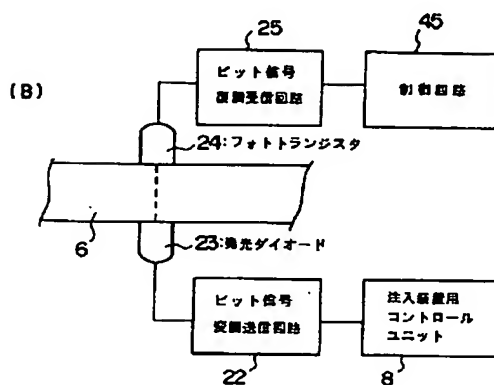 25
45
(B)
ビット信号
復調受信回路
制御回路
24:フォトトランジスタ
6
23:発光ダイオード
ビット信号
変調送信回路
注入装置用
コントロール
ユニット
22
8